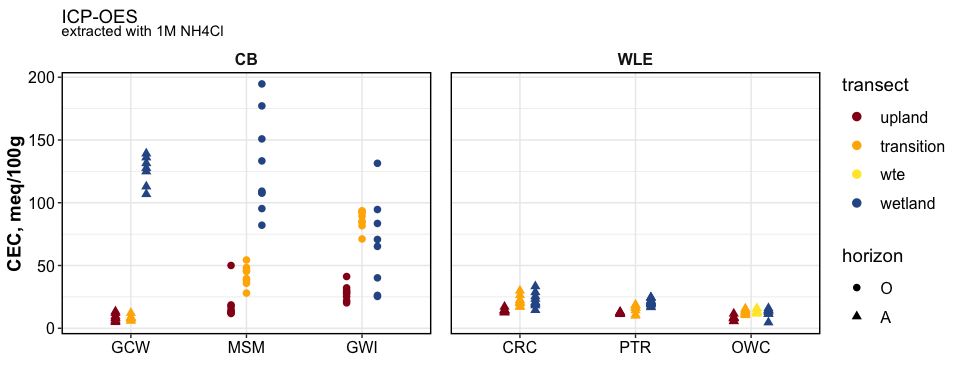 ICP-OES
extracted with 1M NH4Cl
CB
WLE
CEC, meq/100g
200
150
100
50
0
GCW
MSM
GWI
CRC
PTR
OWC
transect
upland
transition
wte
wetland
horizon
O
A